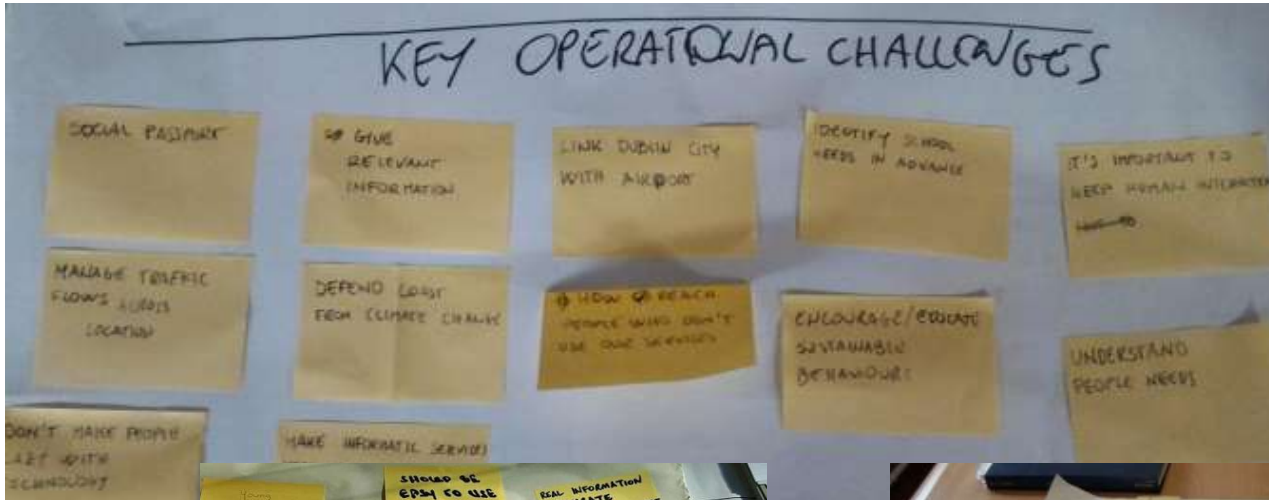 KEY OPERATIONAL CHALLENGES
SOCIAL PASSPORT
GIVE
RELEVANT
INFORMATION
LINK DUBLIN CITY
WITH AIRPORT
IDENTIFY SCHOOL
NEEDS IN ADVANCE
IT'S IMPORTANT TO
KEEP HUMAN INTERACTION
MANAGE TRAFFIC
FLOWS ACROSS
LOCATION
DEFEND COAST
FROM CLIMATE CHANGE
HOW REACH
PEOPLE WHO DON'T
USE OUR SERVICES
ENCOURAGE/EDUCATE
SUSTAINABLE
BEHAVIOURS
UNDERSTAND
PEOPLE NEEDS
DON'T MAKE PEOPLE
WITH
TECHNOLOGY
MAKE INFORMATIC SERVICES
Young
SHOULD BE
EASY TO USE
REAL INFORMATION